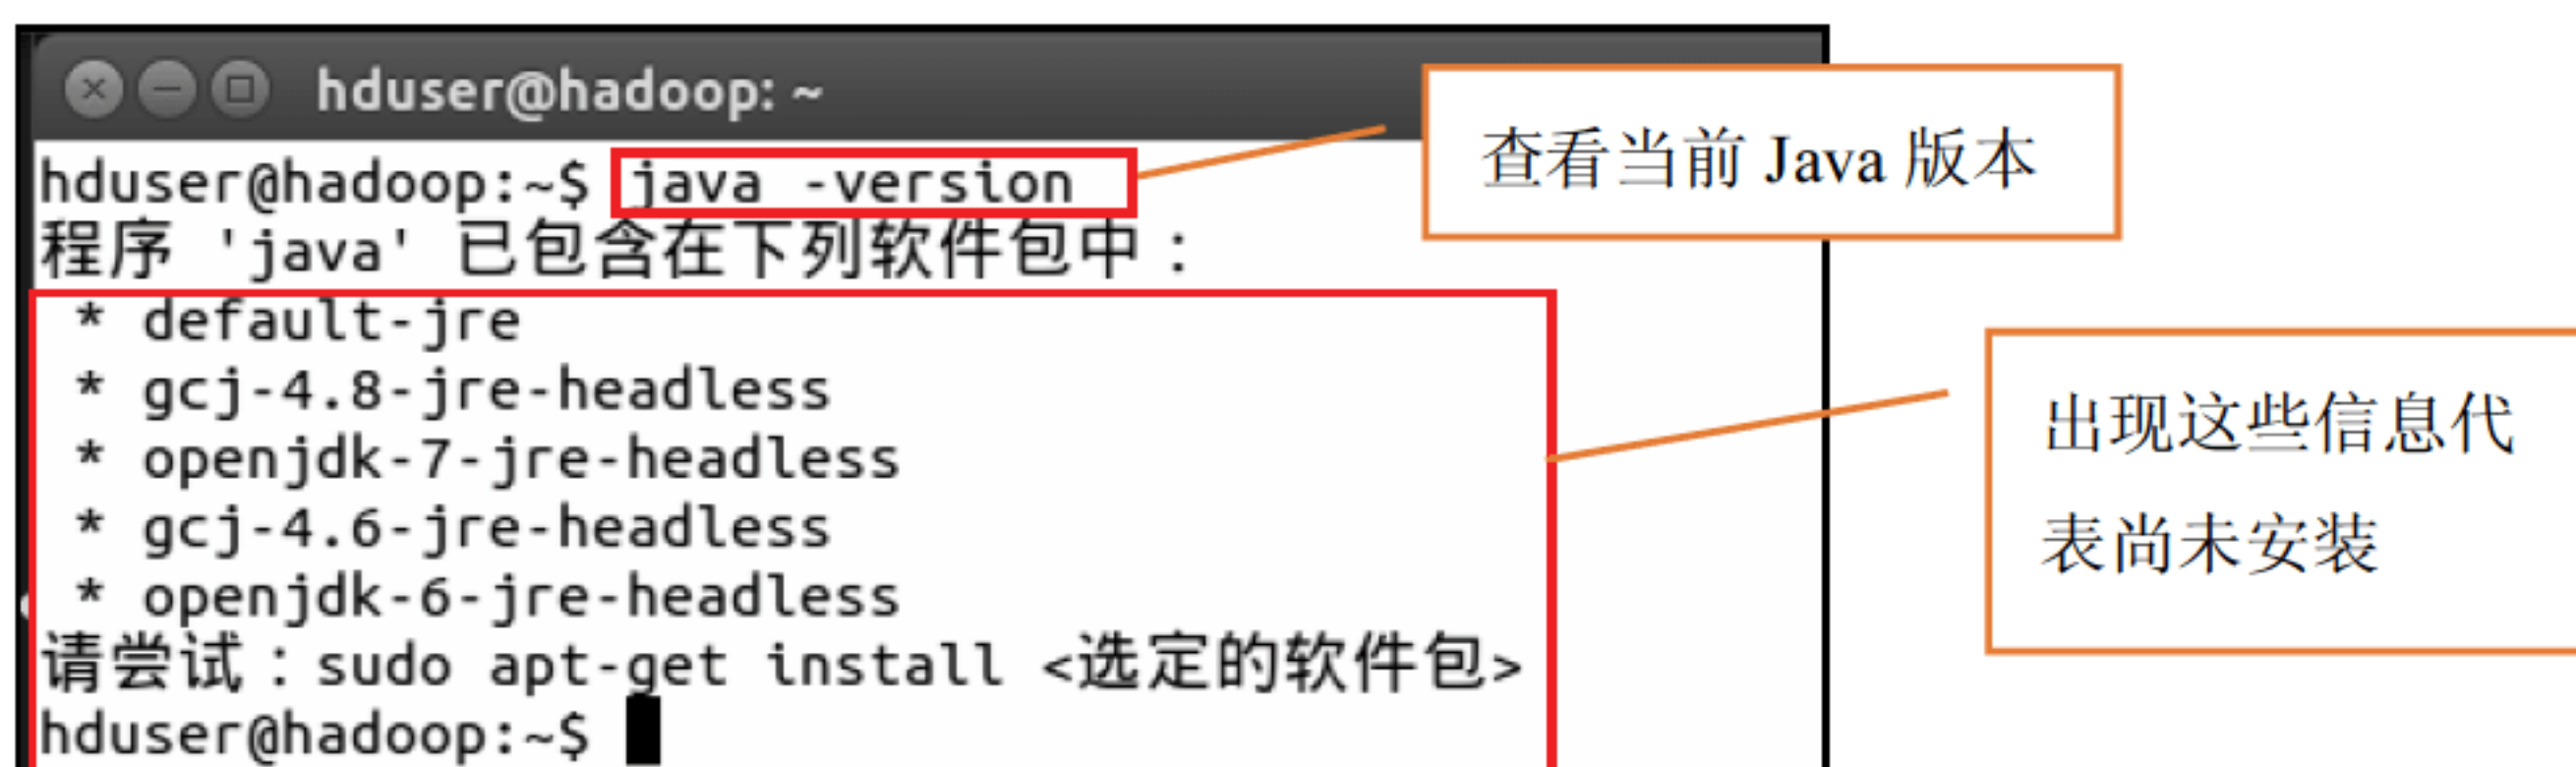 hduser@hadoop: ~
hduser@hadoop:~$ java -version
查看当前 Java 版本
程序 'java' 已包含在下列软件包中：
* default-jre
* gcj-4.8-jre-headless
* openjdk-7-jre-headless
* gcj-4.6-jre-headless
* openjdk-6-jre-headless
请尝试：sudo apt-get install <选定的软件包>
hduser@hadoop:~$
出现这些信息代
表尚未安装